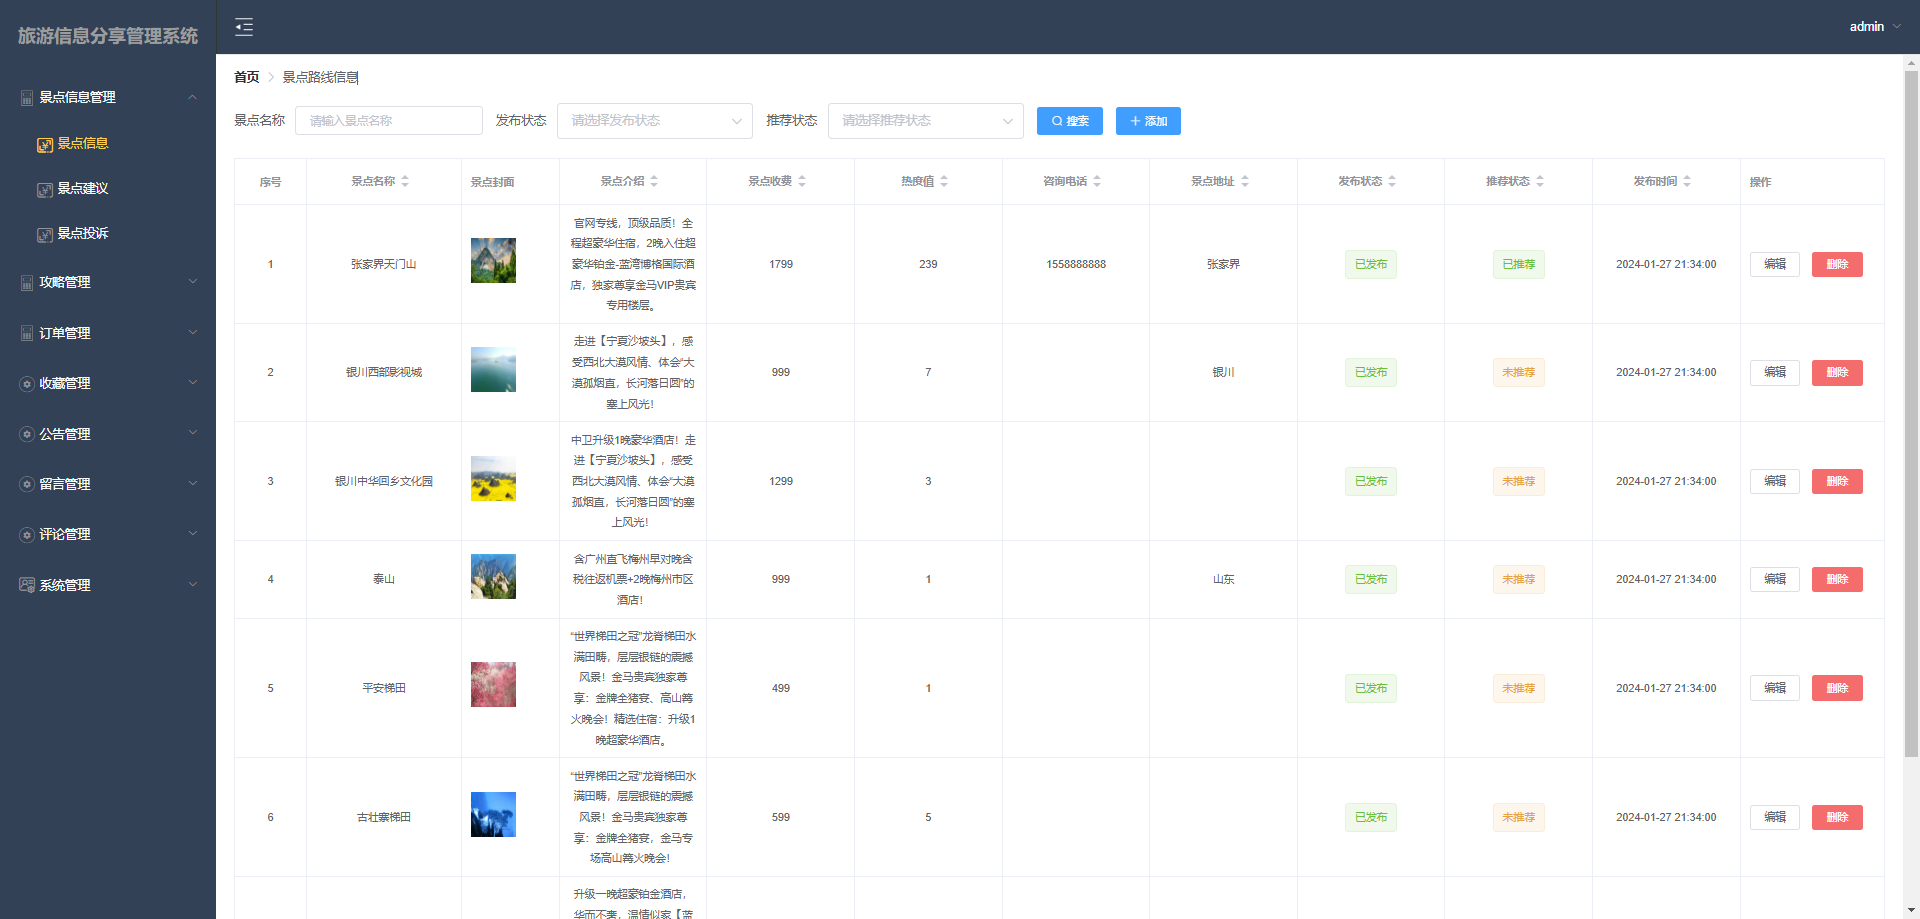 旅游信息分享管理系统
admin
景点信息管理
景点信息
景点建议
景点投诉
攻略管理
订单管理
收藏管理
公告管理
留言管理
评论管理
系统管理
首页 景点路线信息
景点名称 请输入景点名称 发布状态 请选择发布状态 推荐状态 请选择推荐状态 搜索 添加
序号 景点名称 景点封面 景点介绍 景点收费 热度值 咨询电话 景点地址 发布状态 推荐状态 发布时间 操作
官网专线，顶级品质！全
程超豪华住宿，2晚入住超
1 张家界天门山 豪华铂金-蓝湾博格国际酒 1799 239 1558888888 张家界 已发布 已推荐 2024-01-27 21:34:00 编辑 删除
店，独家尊享金马VIP贵宾
专用楼层。
走进【宁夏沙坡头】，感
受西北大漠风情、体会“大
2 银川西部影视城 999 7 银川 已发布 未推荐 2024-01-27 21:34:00 编辑 删除
漠孤烟直，长河落日圆”的
塞上风光！
中卫升级1晚豪华酒店！走
进【宁夏沙坡头】，感受
3 银川中华回乡文化园 西北大漠风情、体会“大漠 1299 3 已发布 未推荐 2024-01-27 21:34:00 编辑 删除
孤烟直，长河落日圆”的塞
上风光！
含广州直飞梅州早对晚含
4 泰山 税往返机票+2晚梅州市区 999 1 山东 已发布 未推荐 2024-01-27 21:34:00 编辑 删除
酒店！
“世界梯田之冠”龙脊梯田水
满田畴，层层银链的震撼
风景！金马贵宾独家尊
5 平安梯田 499 1 已发布 未推荐 2024-01-27 21:34:00 编辑 删除
享：金牌全猪宴、高山篝
火晚会！精选住宿：升级1
晚超豪华酒店。
“世界梯田之冠”龙脊梯田水
满田畴，层层银链的震撼
6 古壮寨梯田 风景！金马贵宾独家尊 599 5 已发布 未推荐 2024-01-27 21:34:00 编辑 删除
享：金牌全猪宴，金马专
场高山篝火晚会！
升级一晚超豪铂金酒店，
华而不奢，温情似家【蓝